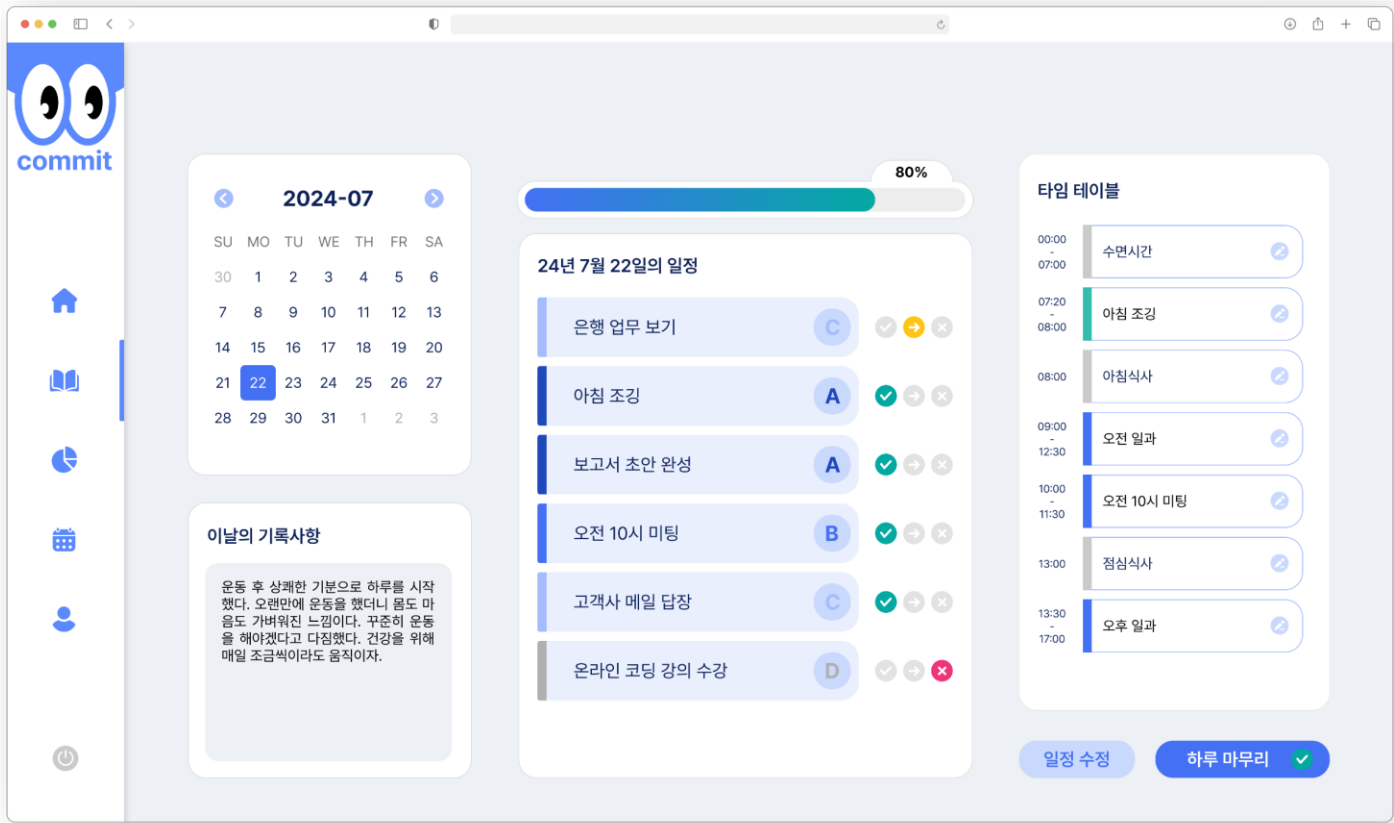 commit
2024-07
SU MO TU WE TH FR SA
30 1 2 3 4 5 6
7 8 9 10 11 12 13
14 15 16 17 18 19 20
21 22 23 24 25 26 27
28 29 30 31 1 2 3
이날의 기록사항
운동 후 상쾌한 기분으로 하루를 시작
했다. 오랜만에 운동을 했더니 몸도 마
음도 가벼워진 느낌이다. 꾸준히 운동
을 해야겠다고 다짐했다. 건강을 위해
매일 조금씩이라도 움직이자.
80%
24년 7월 22일의 일정
은행 업무 보기 C
아침 조깅 A
보고서 초안 완성 A
오전 10시 미팅 B
고객사 메일 답장 C
온라인 코딩 강의 수강 D
타임 테이블
00:00
-
07:00
수면시간
07:20
-
08:00
아침 조깅
08:00
아침식사
09:00
-
12:30
오전 일과
10:00
-
11:30
오전 10시 미팅
13:00
점심식사
13:30
-
17:00
오후 일과
일정 수정
하루 마무리